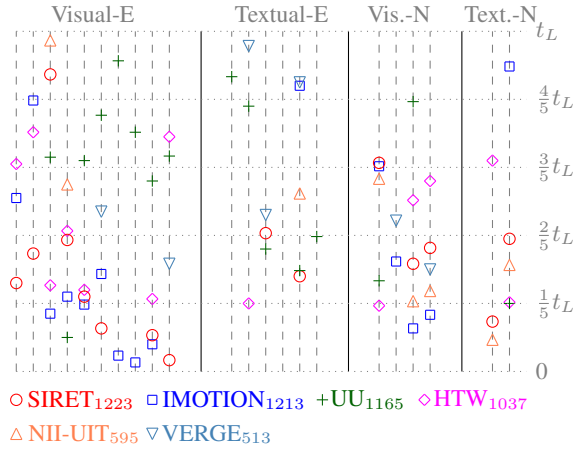 Visual-E Textual-E Vis.-N Text.-N
t_L
4/5 t_L
3/5 t_L
2/5 t_L
1/5 t_L
0
SIRET₁₂₂₃ IMOTION₁₂₁₃ UU₁₁₆₅ HTW₁₀₃₇
NII-UIT₅₉₅ VERGE₅₁₃